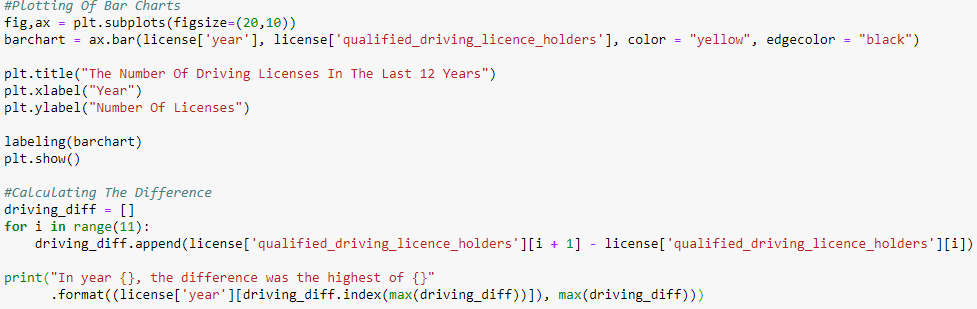 #Plotting Of Bar Charts
fig,ax = plt.subplots(figsize=(20,10))
barchart = ax.bar(license['year'], license['qualified_driving_licence_holders'], color = "yellow", edgecolor = "black")

plt.title("The Number Of Driving Licenses In The Last 12 Years")
plt.xlabel("Year")
plt.ylabel("Number Of Licenses")

labeling(barchart)
plt.show()

#Calculating The Difference
driving_diff = []
for i in range(11):
    driving_diff.append(license['qualified_driving_licence_holders'][i + 1] - license['qualified_driving_licence_holders'][i])

print("In year {}, the difference was the highest of {}"
      .format((license['year'][driving_diff.index(max(driving_diff))]), max(driving_diff)))